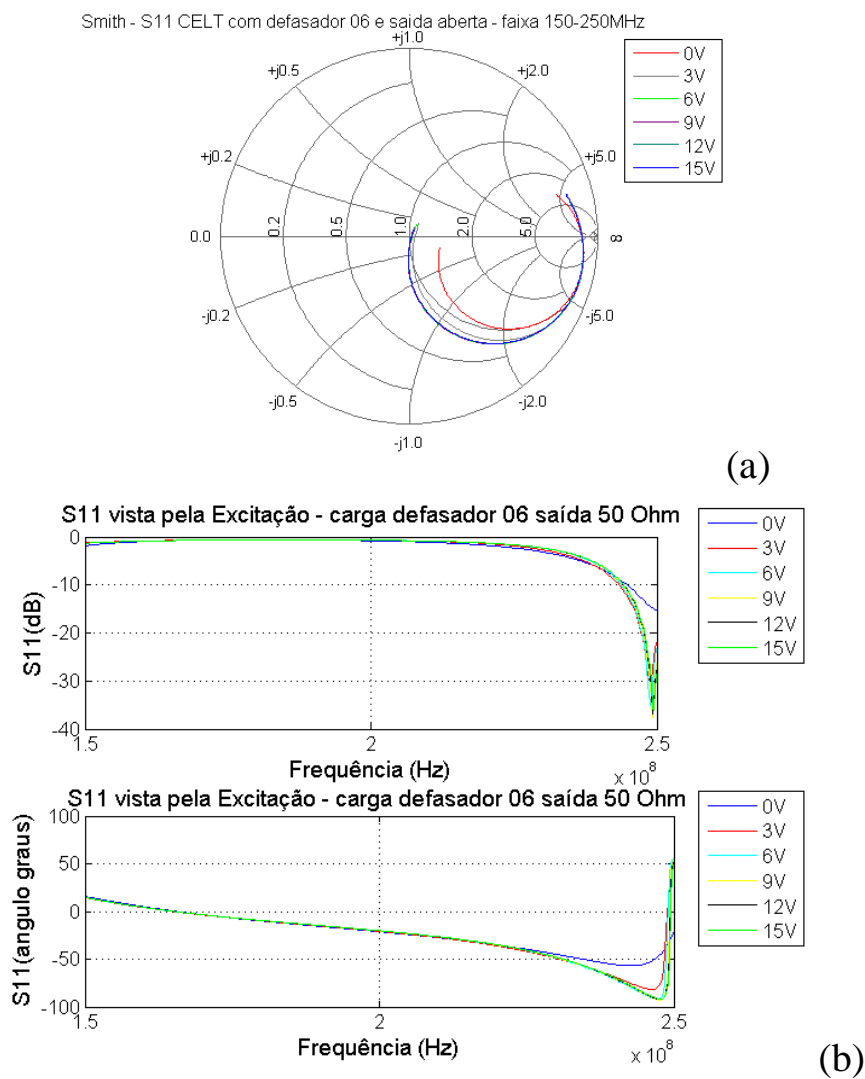 Smith - S11 CELT com defasador 06 e saida aberta - faixa 150-250MHz
+j1.0
+j0.5
+j2.0
+j0.2
+j5.0
0.0
0.2
0.5
1.0
2.0
5.0
∞
-j0.2
-j5.0
-j0.5
-j2.0
-j1.0
0V
3V
6V
9V
12V
15V
(a)
S11 vista pela Excitação - carga defasador 06 saída 50 Ohm
S11(dB)
0
-10
-20
-30
-40
1.5
2
2.5
Frequência (Hz)
x 10^8
0V
3V
6V
9V
12V
15V
S11 vista pela Excitação - carga defasador 06 saída 50 Ohm
S11(angulo graus)
100
50
0
-50
-100
1.5
2
2.5
Frequência (Hz)
x 10^8
0V
3V
6V
9V
12V
15V
(b)